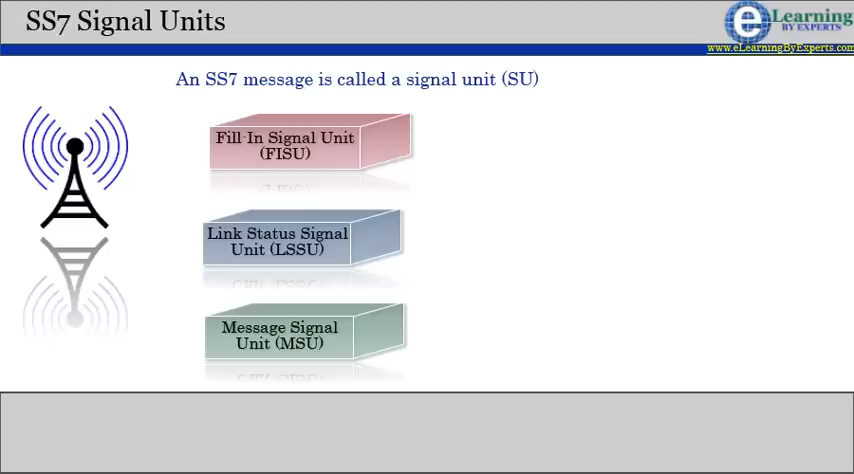 SS7 Signal Units
eLearning
BY EXPERTS
www.eLearningByExperts.com
An SS7 message is called a signal unit (SU)
Fill-In Signal Unit
(FISU)
Link Status Signal
Unit (LSSU)
Message Signal
Unit (MSU)